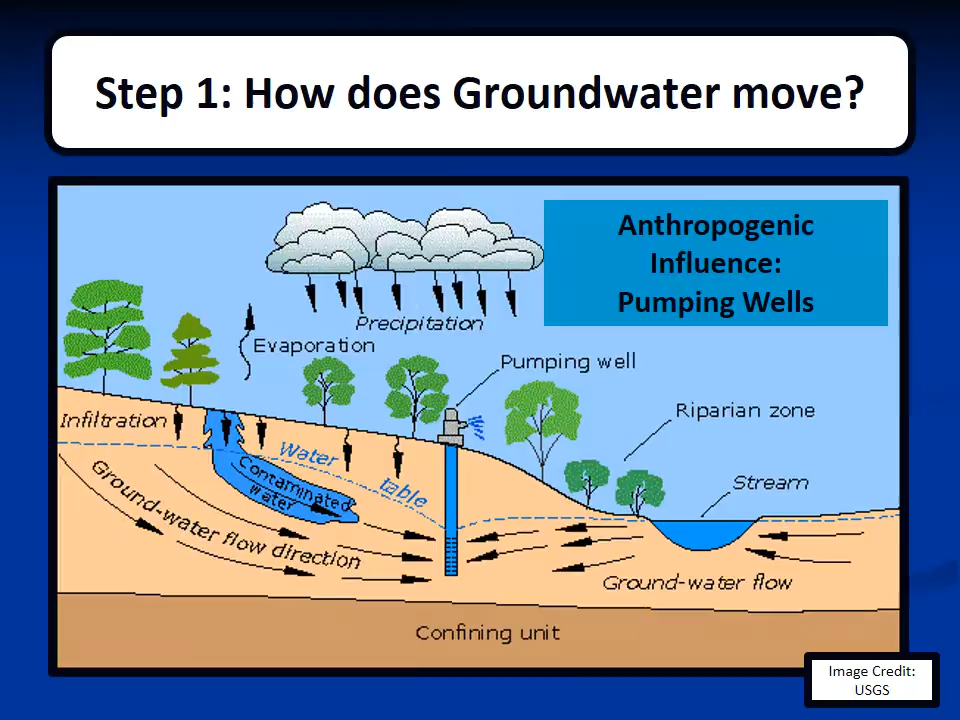 Step 1: How does Groundwater move?
Anthropogenic
Influence:
Pumping Wells
Precipitation
Evaporation
Pumping well
Riparian zone
Infiltration
Water
table
Contaminated
water
Stream
Ground-water flow direction
Ground-water flow
Confining unit
Image Credit:
USGS